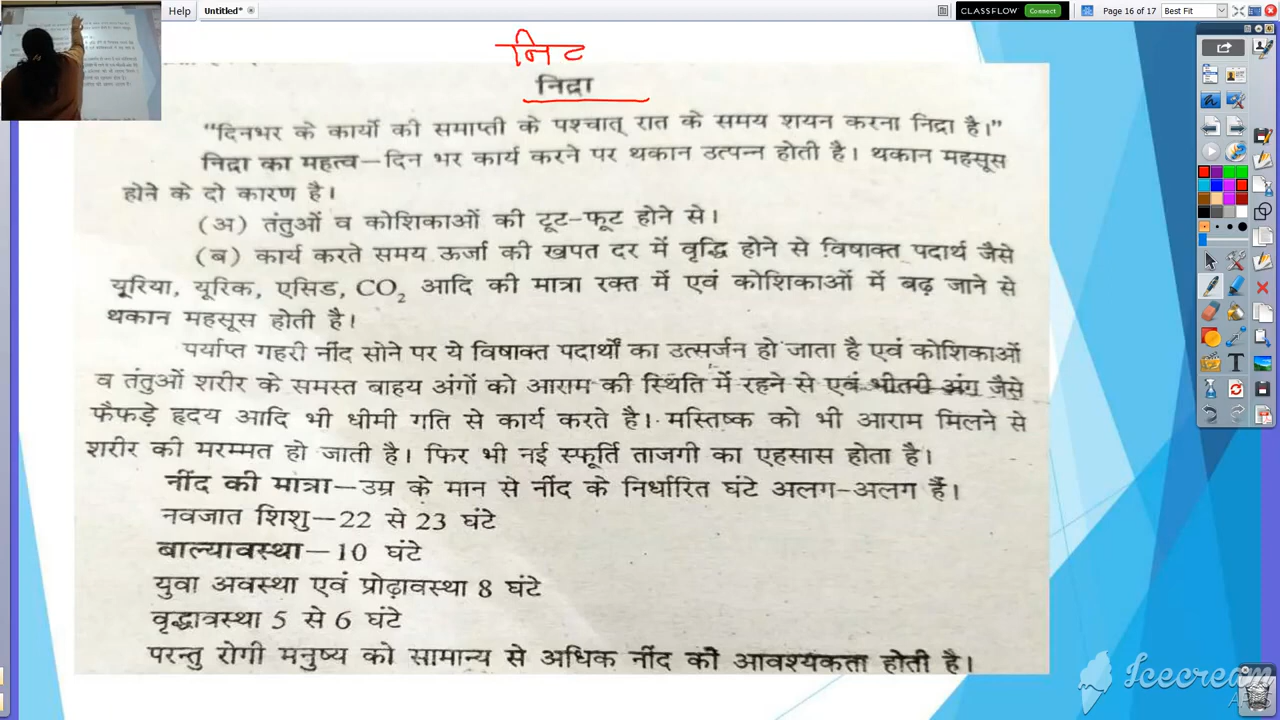 Help Untitled* CLASSFLOW Connect Page 16 of 17 Best Fit
निद
निद्रा
“दिनभर के कार्यो की समाप्ती के पश्चात् रात के समय शयन करना निद्रा है।”
निद्रा का महत्व–दिन भर कार्य करने पर थकान उत्पन्न होती है। थकान महसूस
होने के दो कारण है।
(अ) तंतुओं व कोशिकाओं की टूट-फूट होने से।
(ब) कार्य करते समय ऊर्जा की खपत दर में वृद्धि होने से विषाक्त पदार्थ जैसे
यूरिया, यूरिक, एसिड, CO₂ आदि की मात्रा रक्त में एवं कोशिकाओं में बढ़ जाने से
थकान महसूस होती है।
पर्याप्त गहरी नींद सोने पर ये विषाक्त पदार्थों का उत्सर्जन हो जाता है एवं कोशिकाओं
व तंतुओं शरीर के समस्त बाहय अंगों को आराम की स्थिति में रहने से एवं भीतरी अंग जैसे
फैफड़े हृदय आदि भी धीमी गति से कार्य करते है। मस्तिष्क को भी आराम मिलने से
शरीर की मरम्मत हो जाती है। फिर भी नई स्फूर्ति ताजगी का एहसास होता है।
नींद की मात्रा–उम्र के मान से नींद के निर्धारित घंटे अलग-अलग हैं।
नवजात शिशु–22 से 23 घंटे
बाल्यावस्था–10 घंटे
युवा अवस्था एवं प्रोढ़ावस्था 8 घंटे
वृद्धावस्था 5 से 6 घंटे
परन्तु रोगी मनुष्य को सामान्य से अधिक नींद की आवश्यकता होती है।
Icecream
APPS